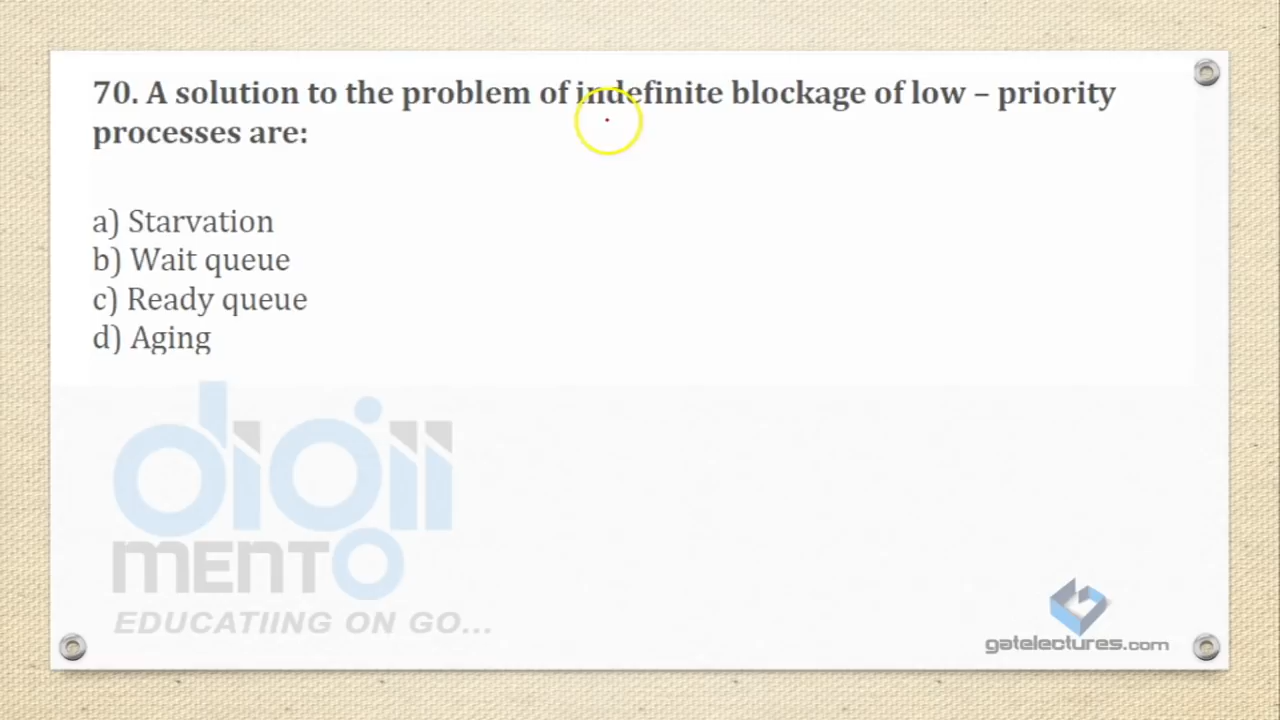 70. A solution to the problem of indefinite blockage of low – priority
processes are:
a) Starvation
b) Wait queue
c) Ready queue
d) Aging
digii
MENTO
EDUCATIING ON GO...
gatelectures.com